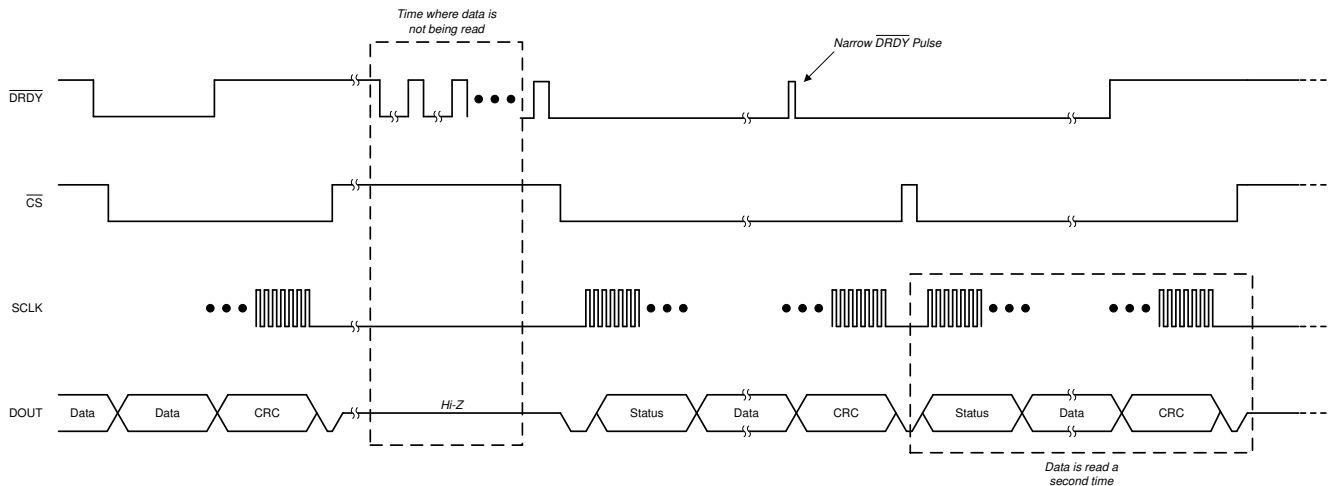 Time where data is
not being read
Narrow DRDY Pulse
DRDY
CS
SCLK
DOUT
Data
Data
CRC
Hi-Z
Status
Data
CRC
Status
Data
CRC
Data is read a
second time